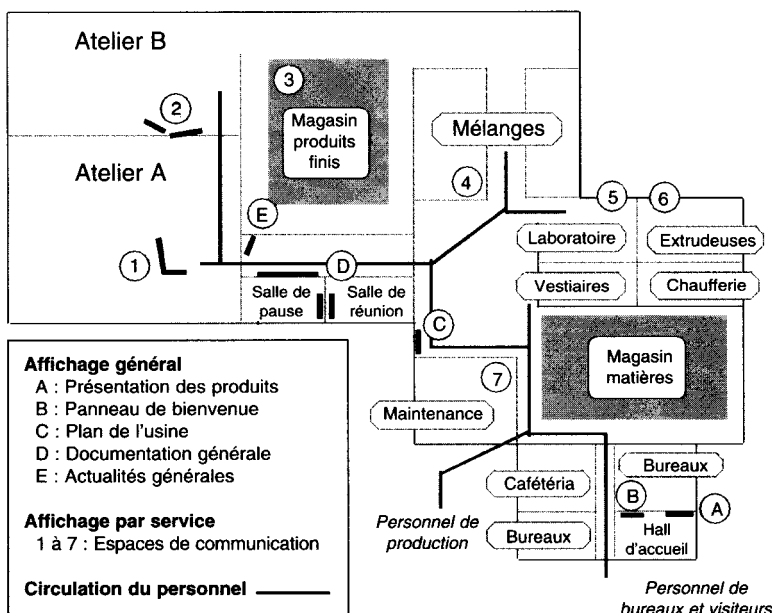 Atelier B
2
3
Magasin
produits
finis
Mélanges
Atelier A
E
4
5
6
1
D
Laboratoire
Extrudeuses
Salle de
pause
Salle de
réunion
Vestiaires
Chaufferie
C
7
Magasin
matières
Maintenance
Affichage général
A : Présentation des produits
B : Panneau de bienvenue
C : Plan de l'usine
D : Documentation générale
E : Actualités générales
Affichage par service
1 à 7 : Espaces de communication
Circulation du personnel
Cafétéria
Bureaux
B
A
Personnel de
production
Bureaux
Hall
d'accueil
Personnel de
bureaux et visiteurs